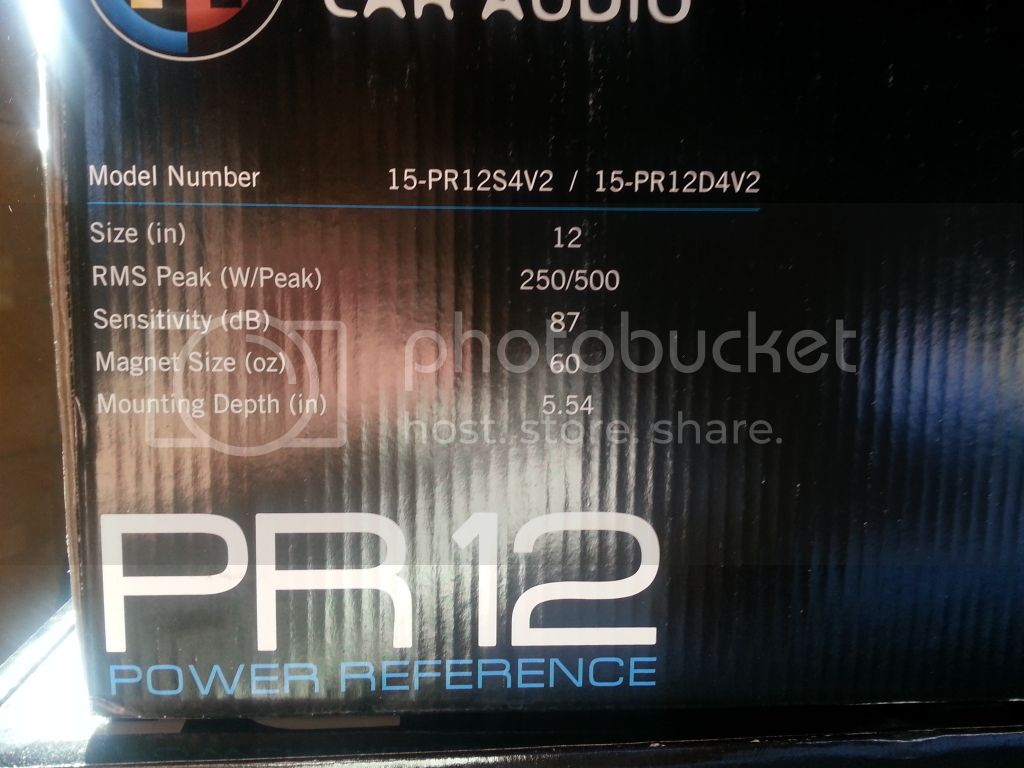 CAR AUDIO
Model Number 15-PR12S4V2 / 15-PR12D4V2
Size (in) 12
RMS Peak (W/Peak) 250/500
Sensitivity (dB) 87
Magnet Size (oz) 60
Mounting Depth (in) 5.54
photobucket
host. store. share.
PR12
POWER REFERENCE